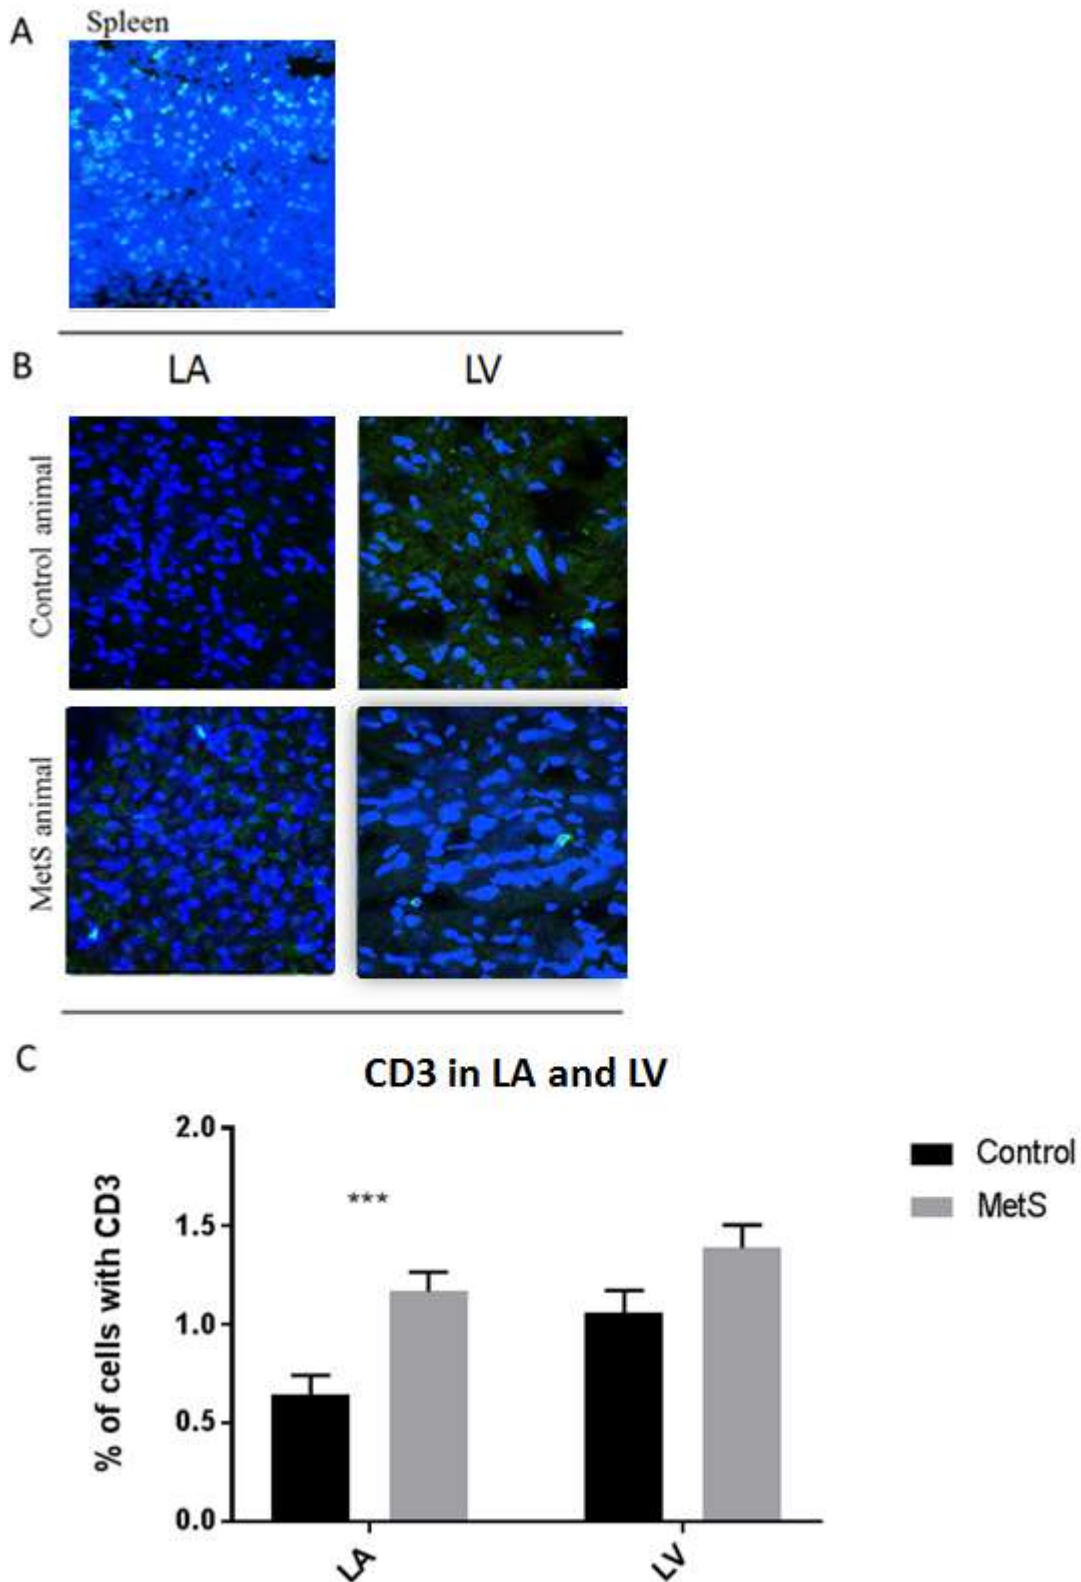 A
Spleen
B
LA
LV
Control animal
MetS animal
C
CD3 in LA and LV
% of cells with CD3
2.0
1.5
1.0
0.5
0.0
***
LA
LV
Control
MetS